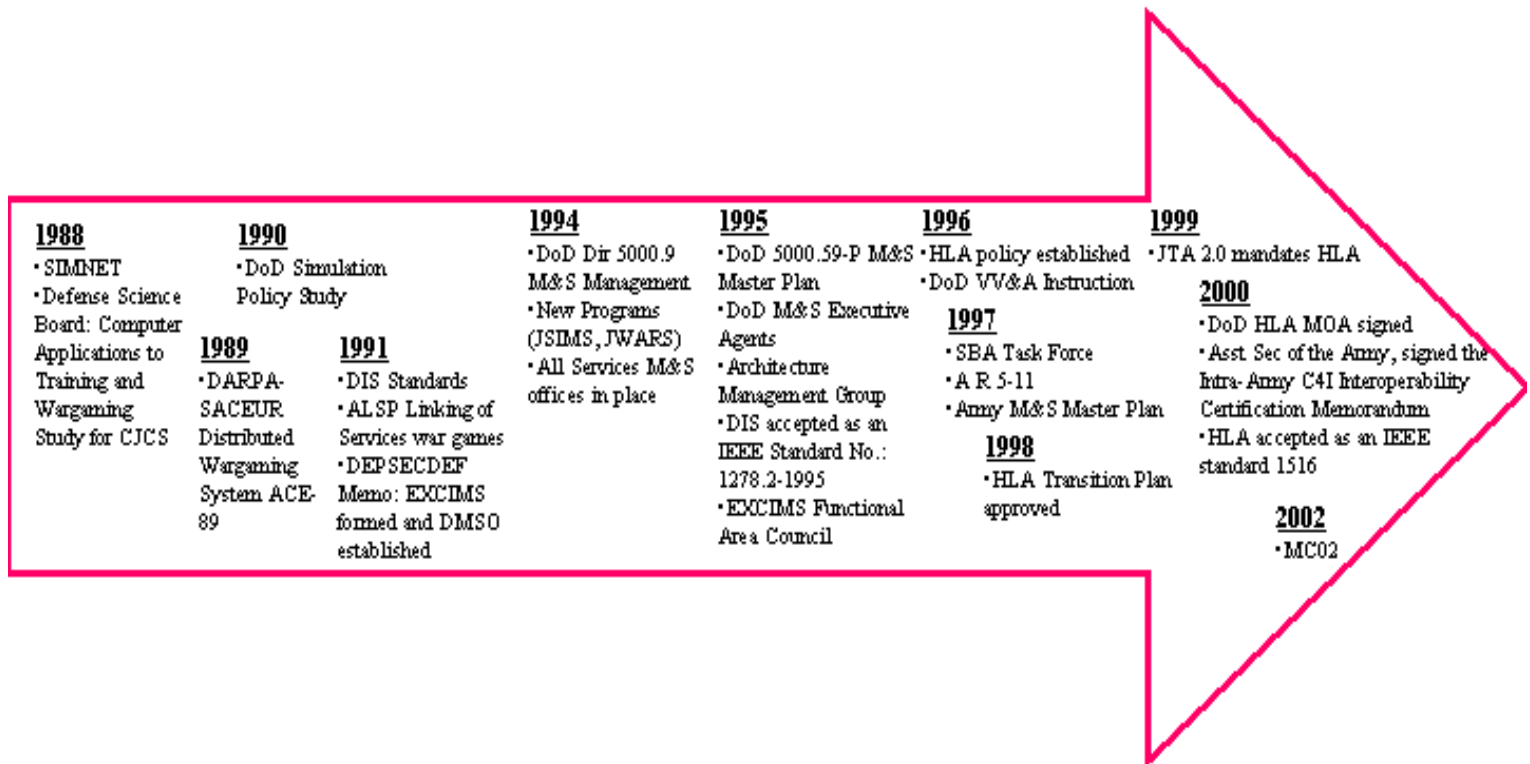 1988
•SIMNET
•Defense Science
Board: Computer
Applications to
Training and
Wargaming
Study for CJCS
1989
•DARPA-
SACEUR
Distributed
Wargaming
System ACE-
89
1990
•DoD Simulation
Policy Study
1991
•DIS Standards
•ALSP Linking of
Services war games
•DEPSECDEF
Memo: EXCIMS
formed and DMSO
established
1994
•DoD Dir 5000.9
M&S Management
•New Programs
(JSIMS, JWARS)
•All Services M&S
offices in place
1995
•DoD 5000.59-P M&S
Master Plan
•DoD M&S Executive
Agents
•Architecture
Management Group
•DIS accepted as an
IEEE Standard No.:
1278.2-1995
•EXCIMS Functional
Area Council
1996
•HLA policy established
•DoD VV&A Instruction
1997
•SBA Task Force
•A R 5-11
•Army M&S Master Plan
1998
•HLA Transition Plan
approved
1999
•JTA 2.0 mandates HLA
2000
•DoD HLA MOA signed
•Asst Sec of the Army, signed the
Intra-Army C4I Interoperability
Certification Memorandum
•HLA accepted as an IEEE
standard 1516
2002
•MC02